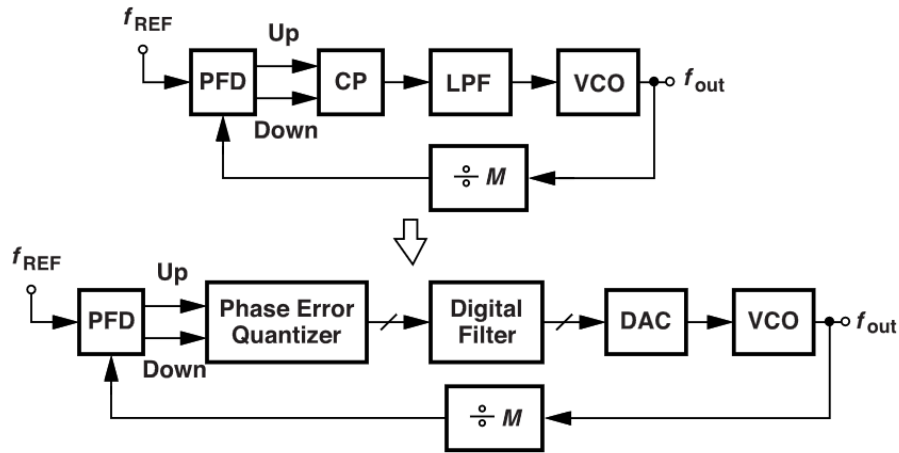 fREF
Up
PFD
CP
LPF
VCO
fout
Down
÷ M
fREF
Up
PFD
Phase Error
Quantizer
Digital
Filter
DAC
VCO
fout
Down
÷ M